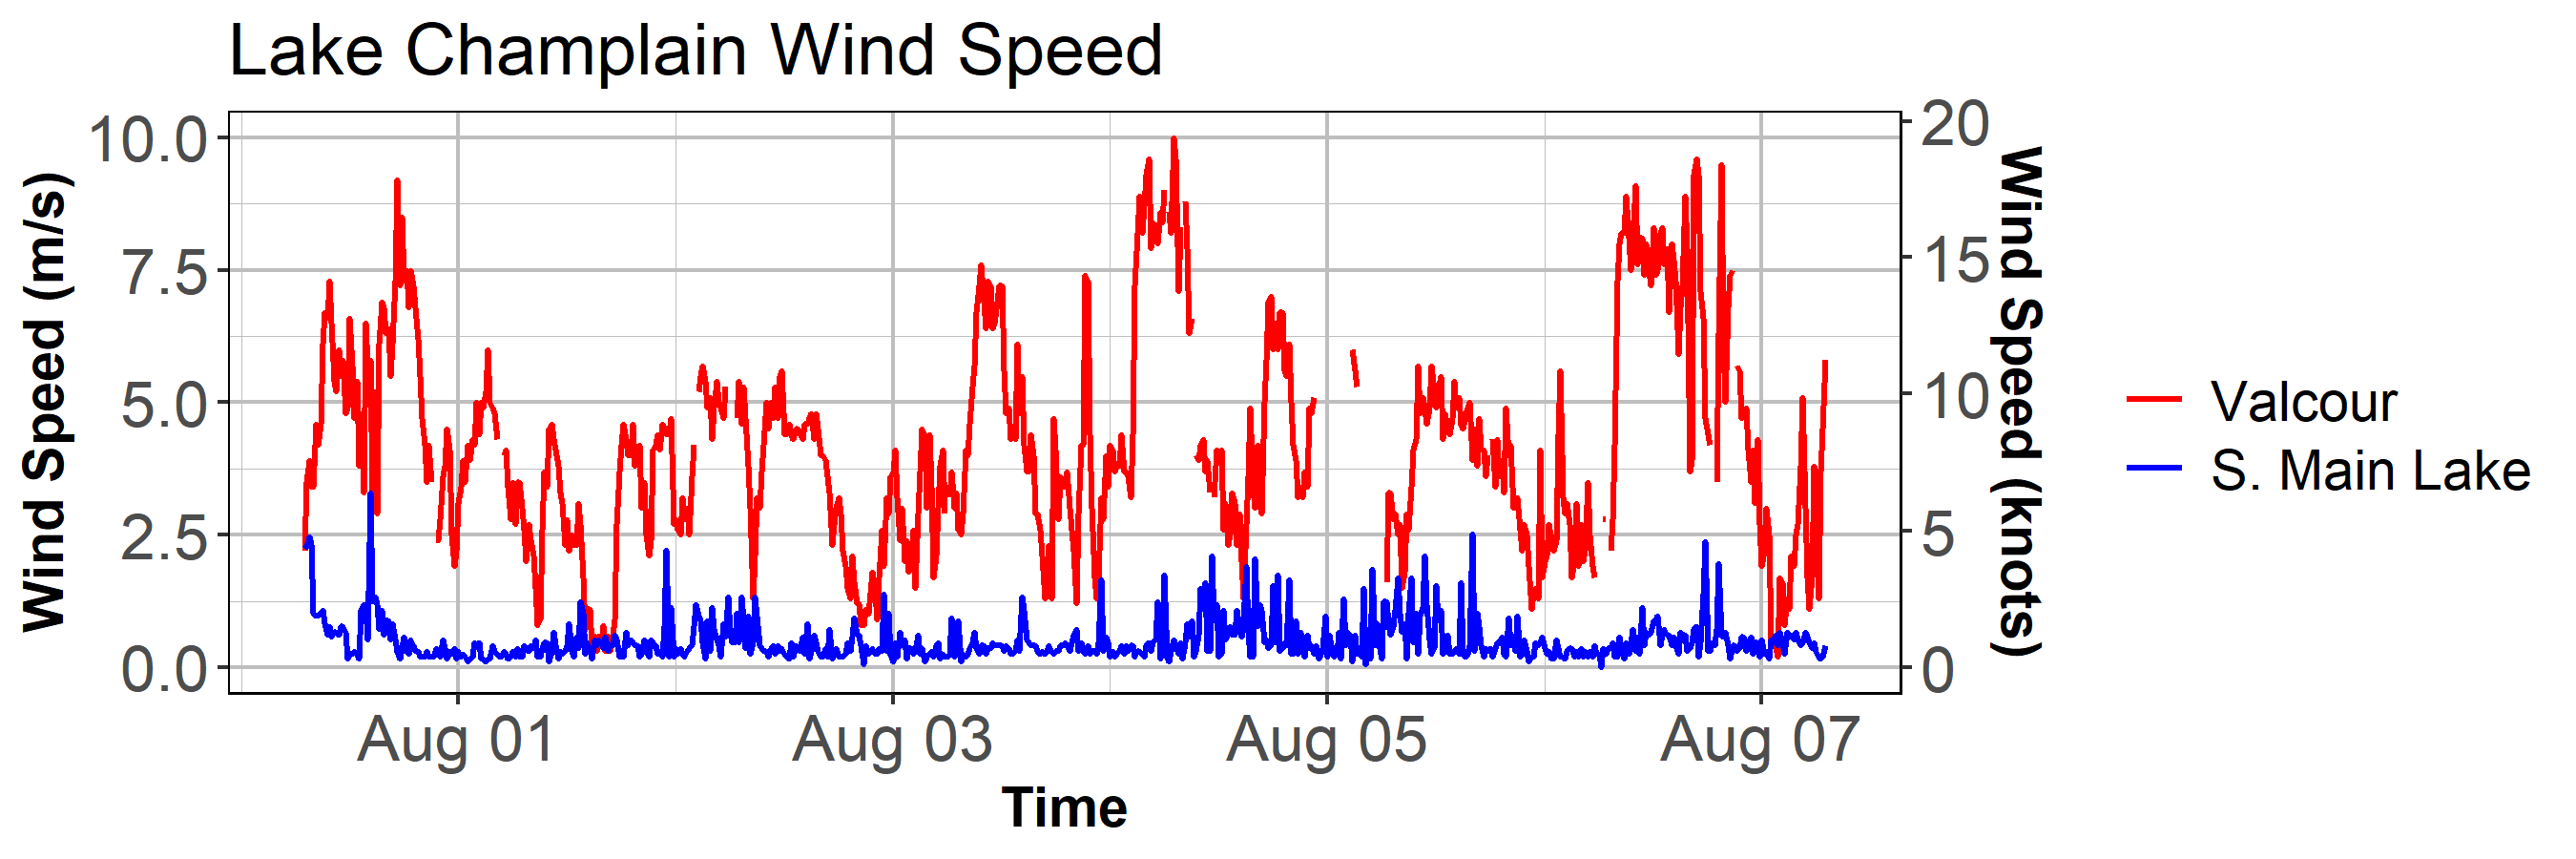 Lake Champlain Wind Speed
Wind Speed (m/s)
10.0
7.5
5.0
2.5
0.0
20
15
10
5
0
Wind Speed (knots)
Aug 01
Aug 03
Aug 05
Aug 07
Time
Valcour
S. Main Lake